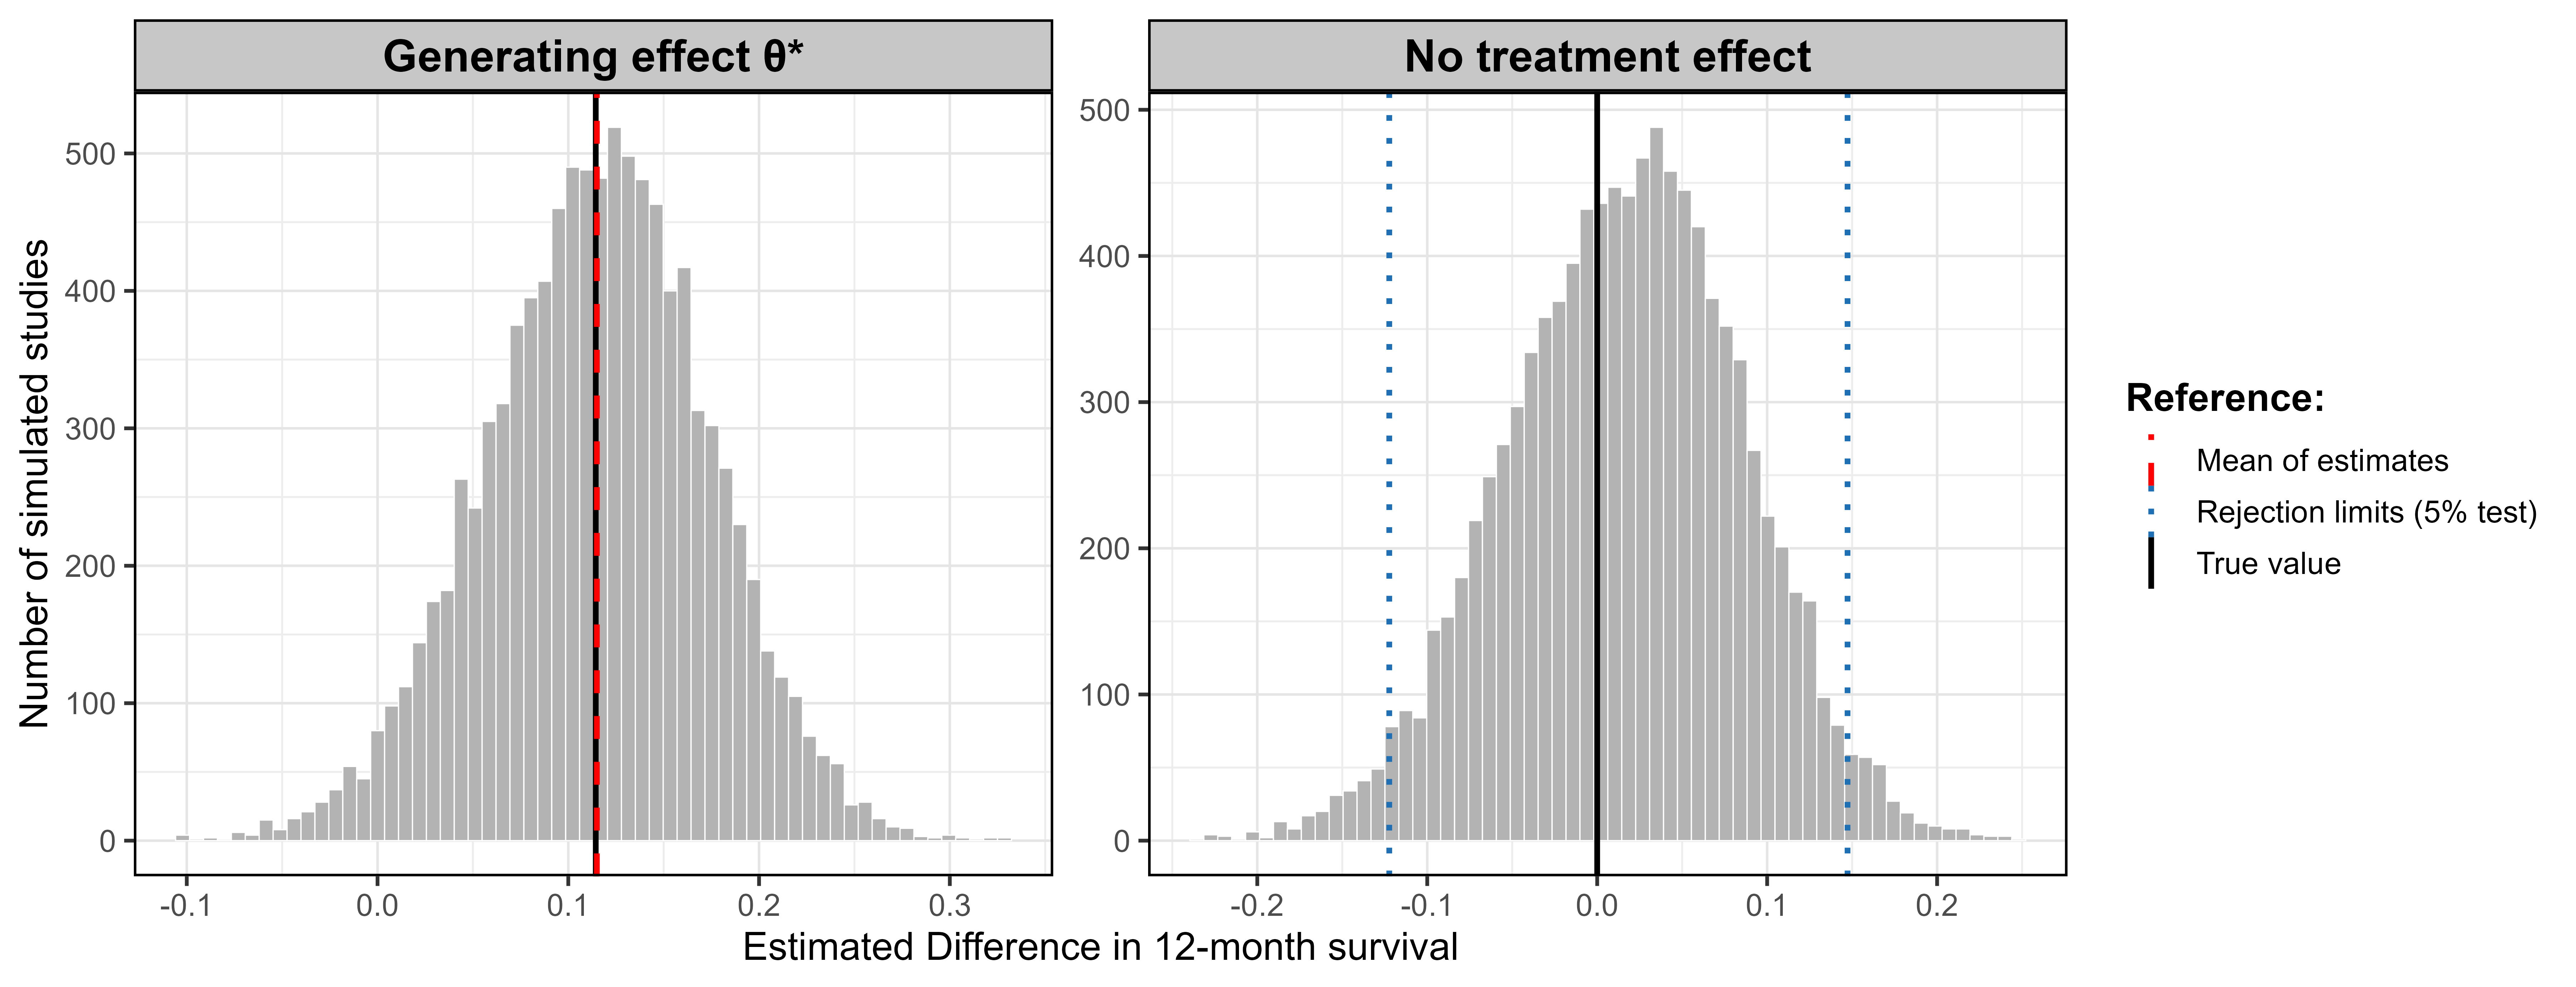 Generating effect θ*
No treatment effect
Number of simulated studies
500
400
300
200
100
0
500
400
300
200
100
0
-0.1
0.0
0.1
0.2
0.3
-0.2
-0.1
0.0
0.1
0.2
Estimated Difference in 12-month survival
Reference:
Mean of estimates
Rejection limits (5% test)
True value